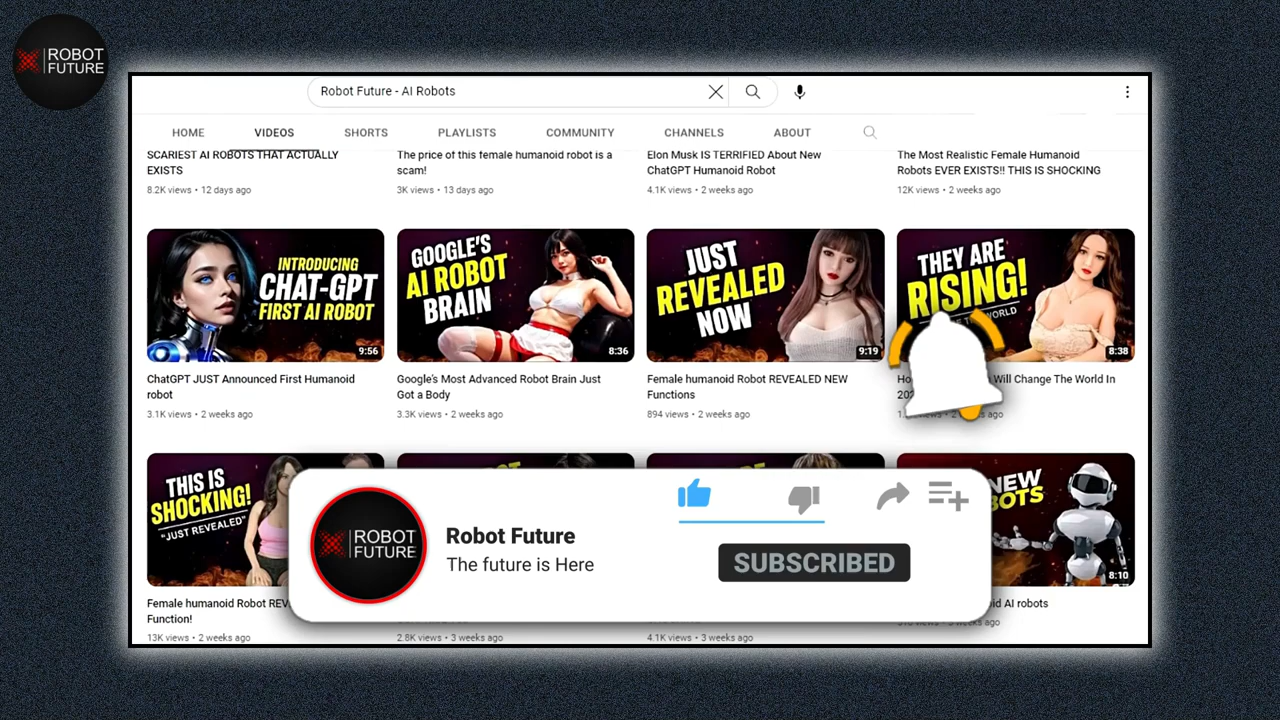 ROBOT
FUTURE
Robot Future - AI Robots
HOME VIDEOS SHORTS PLAYLISTS COMMUNITY CHANNELS ABOUT
SCARIEST AI ROBOTS THAT ACTUALLY
EXISTS
8.2K views • 12 days ago
The price of this female humanoid robot is a
scam!
3K views • 13 days ago
Elon Musk IS TERRIFIED About New
ChatGPT Humanoid Robot
4.1K views • 2 weeks ago
The Most Realistic Female Humanoid
Robots EVER EXISTS!! THIS IS SHOCKING
12K views • 2 weeks ago
INTRODUCING
CHAT-GPT
FIRST AI ROBOT
9:56
ChatGPT JUST Announced First Humanoid
robot
3.1K views • 2 weeks ago
GOOGLE'S
AI ROBOT
BRAIN
8:36
Google's Most Advanced Robot Brain Just
Got a Body
3.3K views • 2 weeks ago
JUST
REVEALED
NOW
9:19
Female humanoid Robot REVEALED NEW
Functions
894 views • 2 weeks ago
THEY ARE
RISING!
THE WORLD
8:38
Will Change The World In
ago
THIS IS
SHOCKING!
"JUST REVEALED"
Female humanoid Robot
Function!
13K views • 2 weeks ago
2.8K views • 3 weeks ago
4.1K views • 3 weeks ago
NEW
8:10
AI robots
ago
ROBOT
FUTURE
Robot Future
The future is Here
SUBSCRIBED